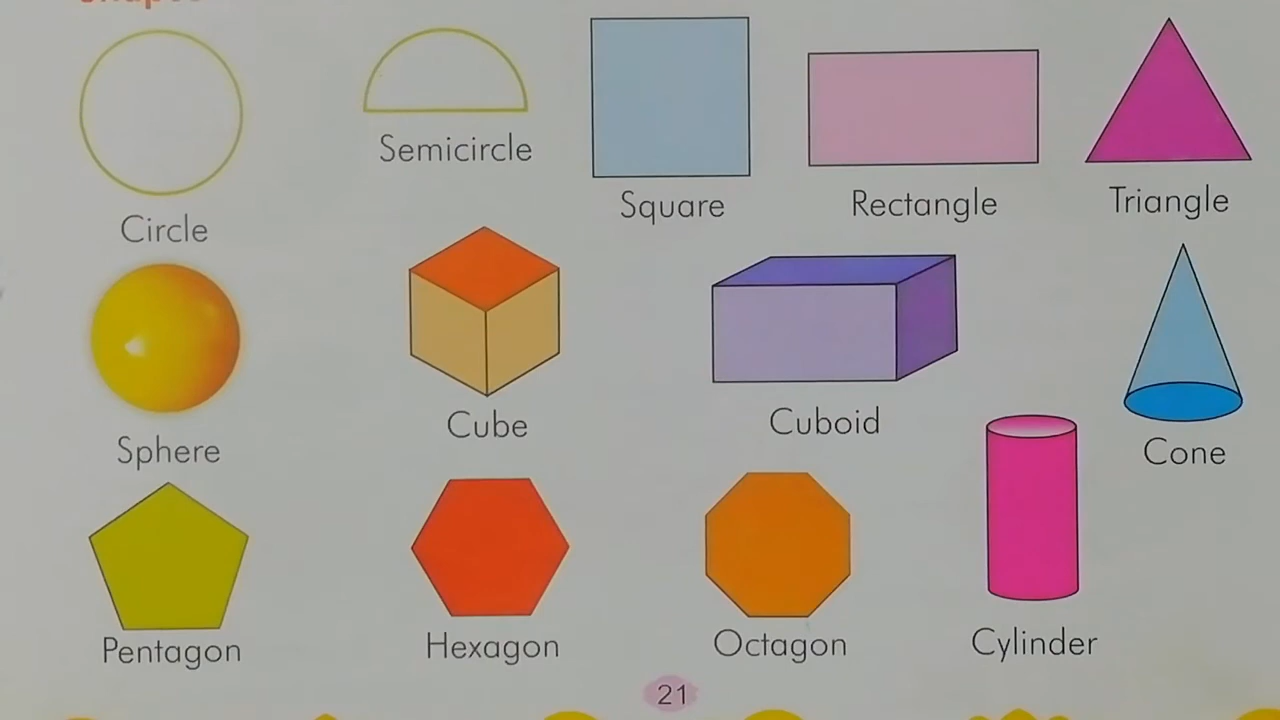 Circle
Semicircle
Square
Rectangle
Triangle
Sphere
Cube
Cuboid
Cone
Pentagon
Hexagon
Octagon
Cylinder
21